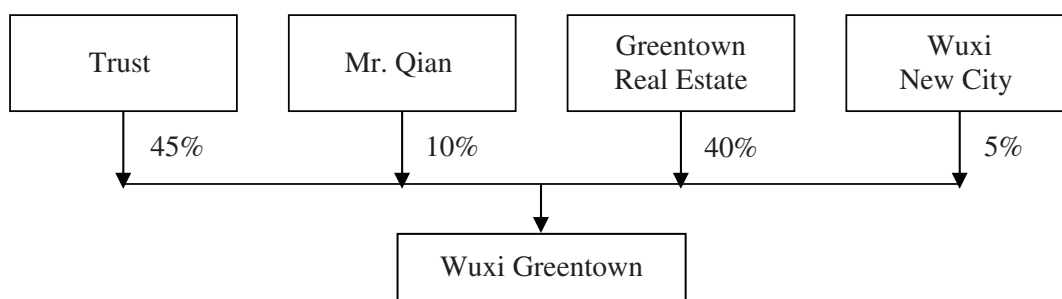 Trust
Mr. Qian
Greentown
Real Estate
Wuxi
New City
45%
10%
40%
5%
Wuxi Greentown